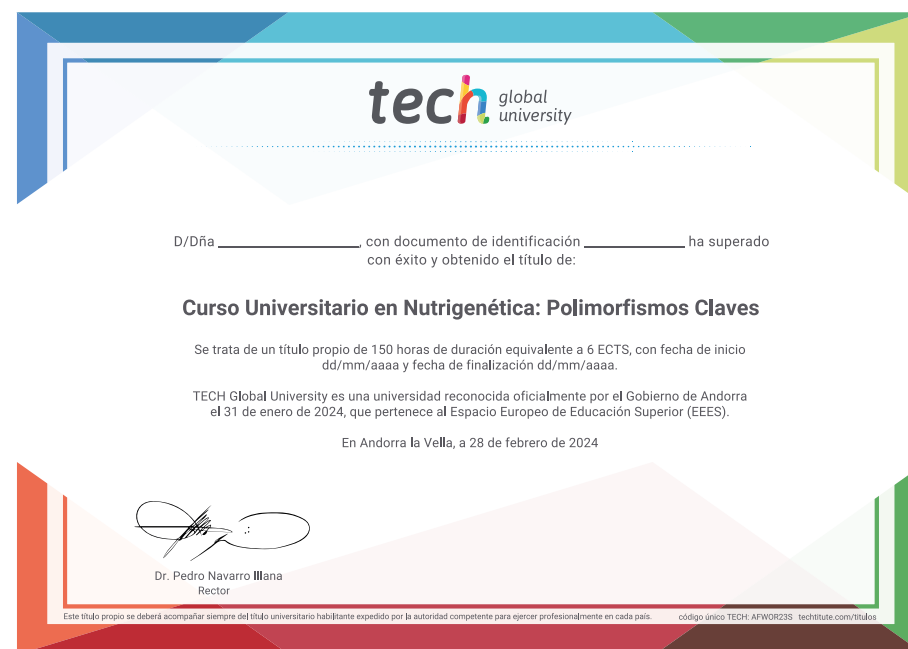 tech global university
D/Dña ____________________, con documento de identificación ______________ ha superado
con éxito y obtenido el título de:
Curso Universitario en Nutrigenética: Polimorfismos Claves
Se trata de un título propio de 150 horas de duración equivalente a 6 ECTS, con fecha de inicio
dd/mm/aaaa y fecha de finalización dd/mm/aaaa.
TECH Global University es una universidad reconocida oficialmente por el Gobierno de Andorra
el 31 de enero de 2024, que pertenece al Espacio Europeo de Educación Superior (EEES).
En Andorra la Vella, a 28 de febrero de 2024
Dr. Pedro Navarro Illana
Rector
Este título propio se deberá acompañar siempre del título universitario habilitante expedido por la autoridad competente para ejercer profesionalmente en cada país. código único TECH: AFWOR23S techtitute.com/titulos